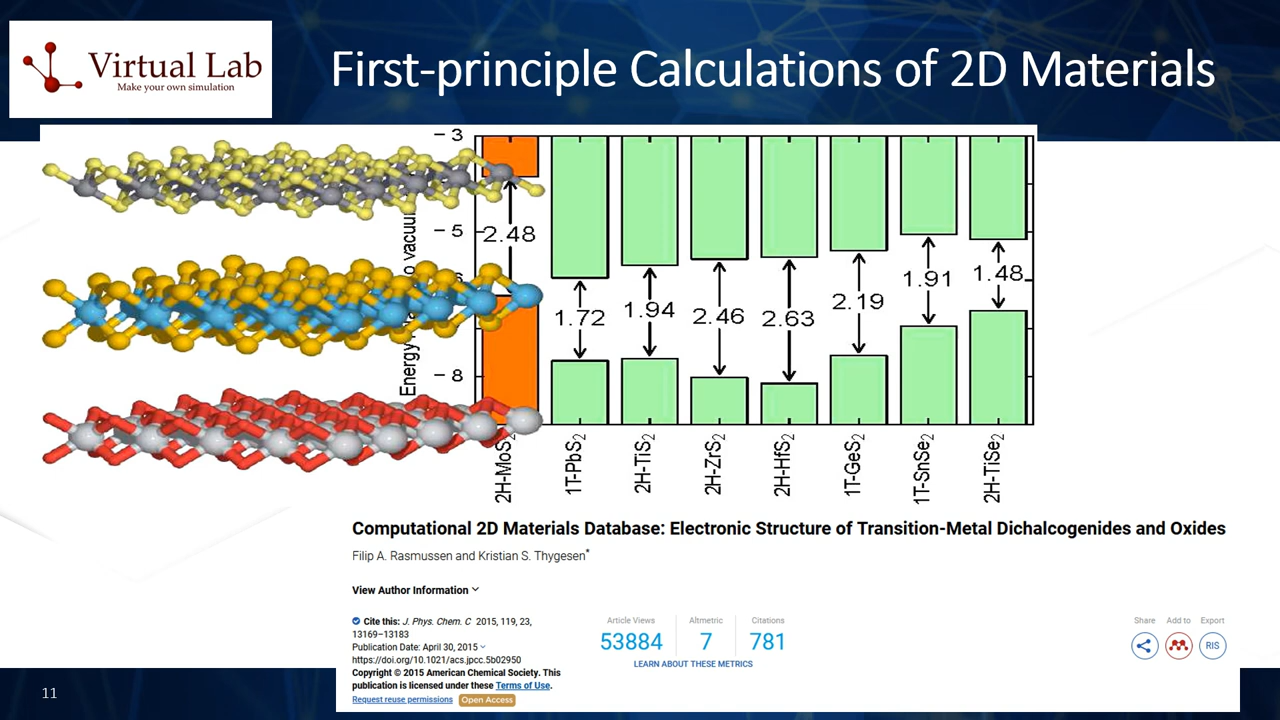 Virtual Lab
Make your own simulation
First-principle Calculations of 2D Materials
− 3
− 5
− 8
Energy
o vacuu
2.48
1.72
1.94
2.46
2.63
2.19
1.91
1.48
2H-MoS2
1T-PbS2
2H-TiS2
2H-ZrS2
2H-HfS2
1T-GeS2
1T-SnSe2
2H-TiSe2
Computational 2D Materials Database: Electronic Structure of Transition-Metal Dichalcogenides and Oxides
Filip A. Rasmussen and Kristian S. Thygesen*
View Author Information
Cite this: J. Phys. Chem. C 2015, 119, 23,
13169–13183
Publication Date: April 30, 2015
https://doi.org/10.1021/acs.jpcc.5b02950
Copyright © 2015 American Chemical Society. This
publication is licensed under these Terms of Use.
Request reuse permissions Open Access
Article Views Altmetric Citations
53884 7 781
LEARN ABOUT THESE METRICS
Share Add to Export
RIS
11